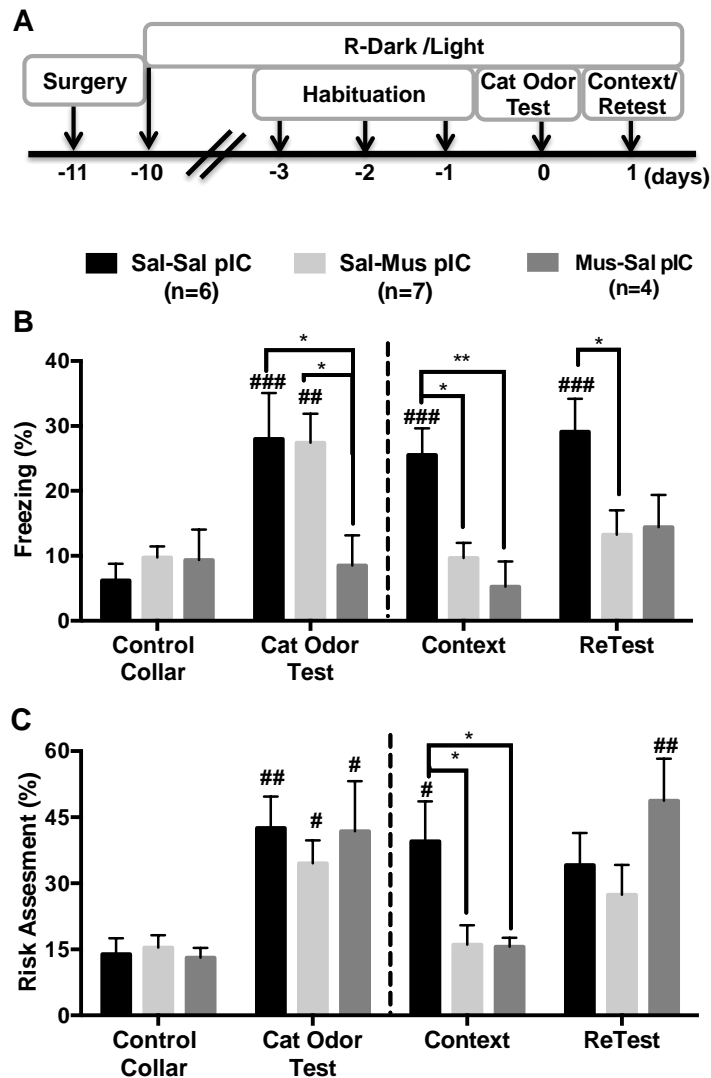 A
R-Dark /Light
Surgery
Habituation
Cat Odor
Test
Context/
Retest
-11
-10
-3
-2
-1
0
1
(days)
Sal-Sal pIC
(n=6)
Sal-Mus pIC
(n=7)
Mus-Sal pIC
(n=4)
B
Freezing (%)
40
30
20
10
0
###
##
*
*
###
*
**
###
*
Control
Collar
Cat Odor
Test
Context
ReTest
C
Risk Assesment (%)
60
45
30
15
0
##
#
#
#
*
*
##
Control
Collar
Cat Odor
Test
Context
ReTest